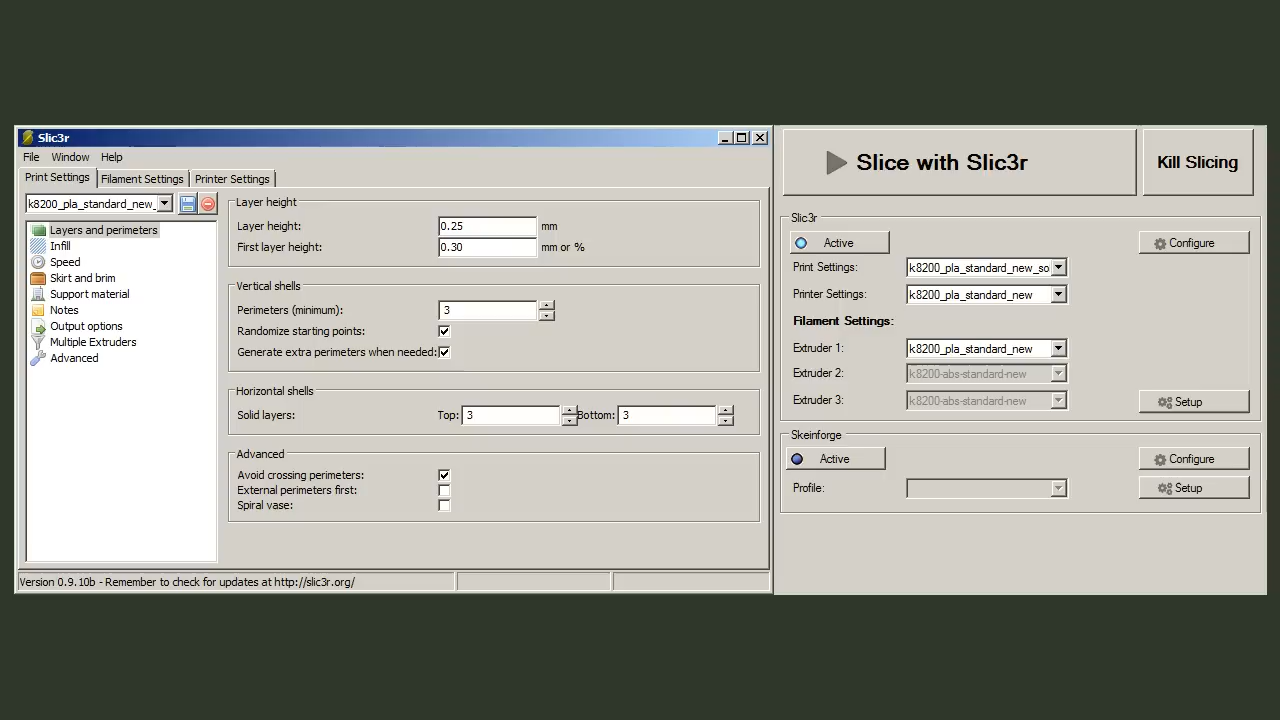 Slic3r
File Window Help
Print Settings Filament Settings Printer Settings
k8200_pla_standard_new_
Layers and perimeters
Infill
Speed
Skirt and brim
Support material
Notes
Output options
Multiple Extruders
Advanced
Layer height
Layer height: 0.25 mm
First layer height: 0.30 mm or %
Vertical shells
Perimeters (minimum): 3
Randomize starting points:
Generate extra perimeters when needed:
Horizontal shells
Solid layers: Top: 3 Bottom: 3
Advanced
Avoid crossing perimeters:
External perimeters first:
Spiral vase:
Version 0.9.10b - Remember to check for updates at http://slic3r.org/
Slice with Slic3r Kill Slicing
Slic3r
Active Configure
Print Settings: k8200_pla_standard_new_so
Printer Settings: k8200_pla_standard_new
Filament Settings:
Extruder 1: k8200_pla_standard_new
Extruder 2: k8200-abs-standard-new
Extruder 3: k8200-abs-standard-new Setup
Skeinforge
Active Configure
Profile: Setup